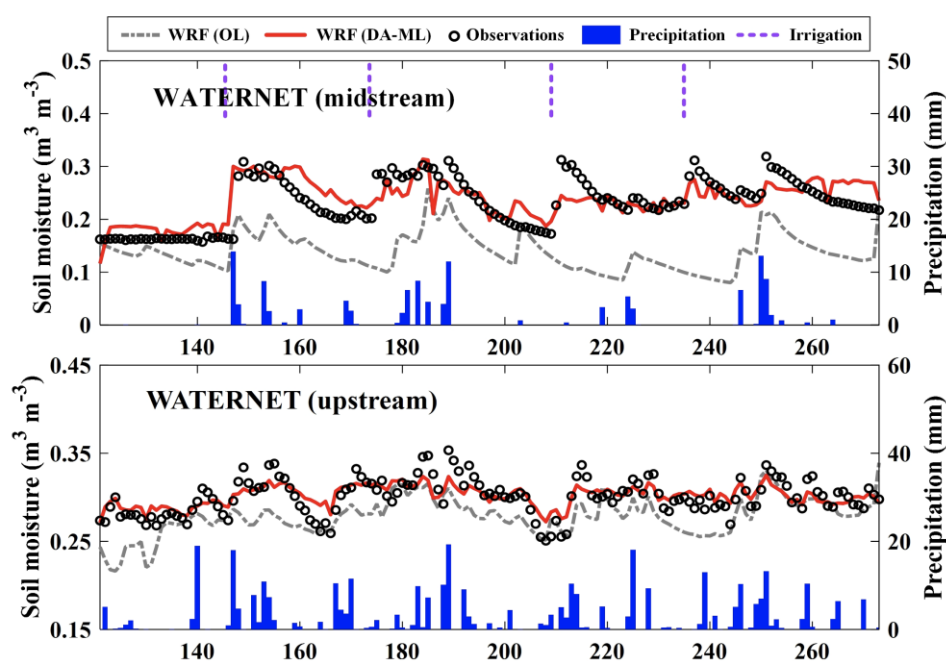 WRF (OL) WRF (DA-ML) Observations Precipitation Irrigation
0.5 50
WATERNET (midstream)
0.4 40
0.3 30
0.2 20
0.1 10
0 0
Soil moisture (m³ m⁻³)
Precipitation (mm)
140 160 180 200 220 240 260
0.45 60
WATERNET (upstream)
0.35 40
0.25 20
0.15 0
Soil moisture (m³ m⁻³)
Precipitation (mm)
140 160 180 200 220 240 260